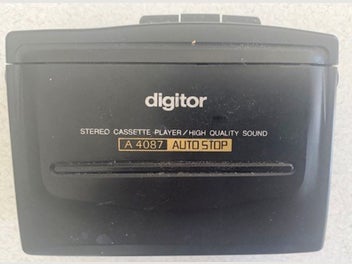 digitor
STEREO CASSETTE PLAYER/HIGH QUALITY SOUND
A 4087 AUTO STOP